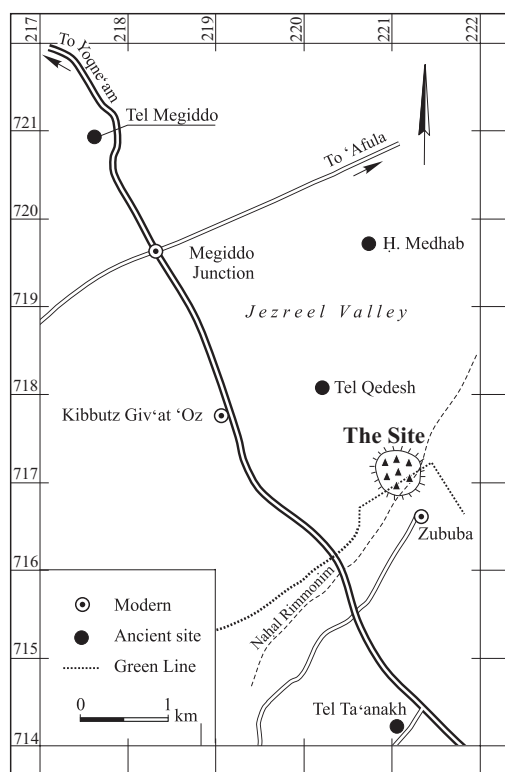 217
218
219
220
221
222
To Yoqne‘am
Tel Megiddo
721
To ‘Afula
720
Ḥ. Medhab
Megiddo
Junction
719
Jezreel Valley
718
Tel Qedesh
Kibbutz Giv‘at ‘Oz
The Site
717
Zububa
716
Nahal Rimmonim
Modern
Ancient site
Green Line
715
0 1
km
Tel Ta‘anakh
714